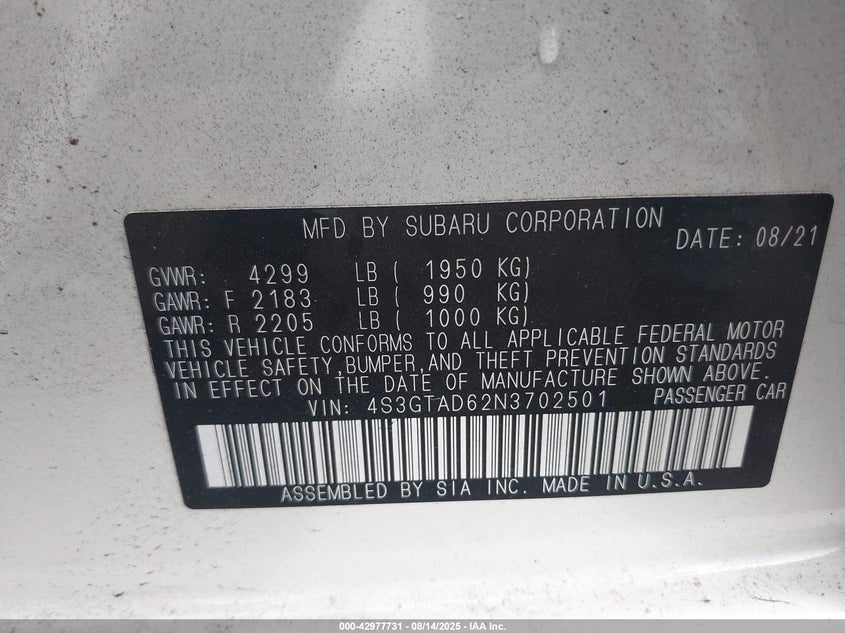 MFD BY SUBARU CORPORATION
DATE: 08/21
GVWR: 4299 LB ( 1950 KG)
GAWR: F 2183 LB ( 990 KG)
GAWR: R 2205 LB ( 1000 KG)
THIS VEHICLE CONFORMS TO ALL APPLICABLE FEDERAL MOTOR
VEHICLE SAFETY,BUMPER,AND THEFT PREVENTION STANDARDS
IN EFFECT ON THE DATE OF MANUFACTURE SHOWN ABOVE.
VIN: 4S3GTAD62N3702501 PASSENGER CAR
ASSEMBLED BY SIA INC. MADE IN U.S.A.
000-42977731 - 08/14/2025 - IAA Inc.